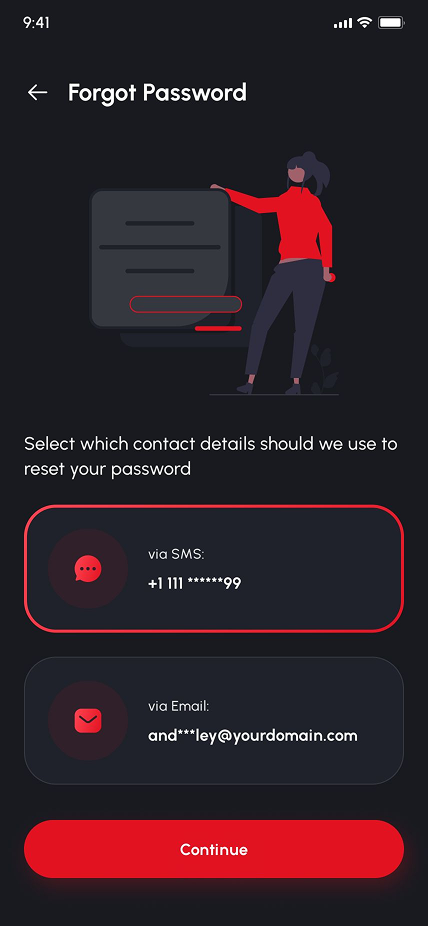 9:41
Forgot Password
Select which contact details should we use to
reset your password
via SMS:
+1 111 ******99
via Email:
and***ley@yourdomain.com
Continue